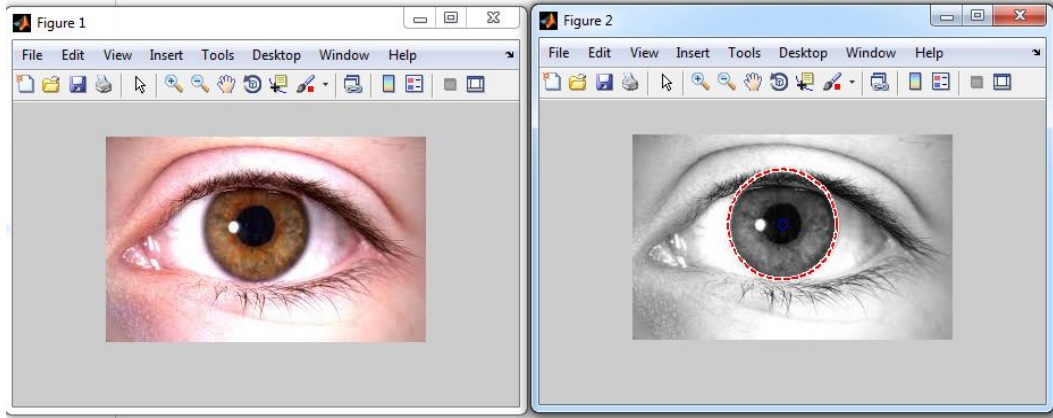 Figure 1
File Edit View Insert Tools Desktop Window Help
Figure 2
File Edit View Insert Tools Desktop Window Help